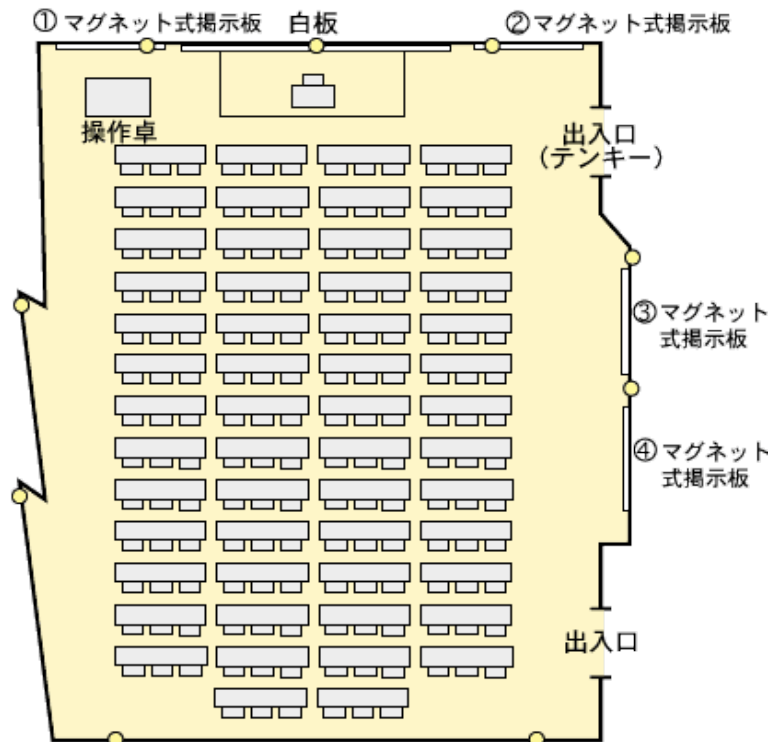 ① マグネット式掲示板
白板
②マグネット式掲示板
操作卓
出入口
（テンキー）
③マグネット
式掲示板
④マグネット
式掲示板
出入口